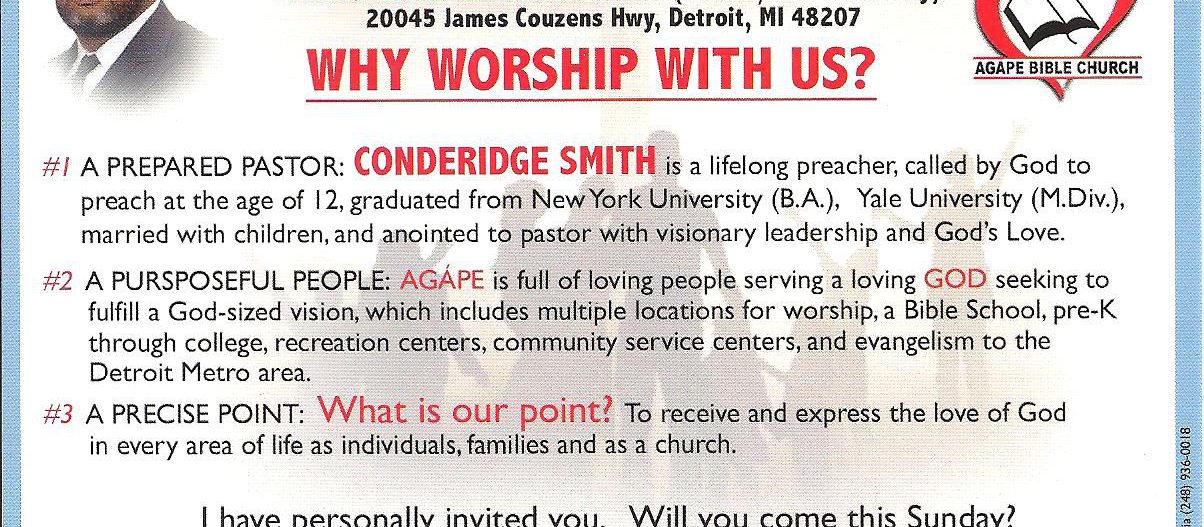 20045 James Couzens Hwy, Detroit, MI 48207
WHY WORSHIP WITH US?
AGAPE BIBLE CHURCH
#1 A PREPARED PASTOR: CONDERIDGE SMITH is a lifelong preacher, called by God to
preach at the age of 12, graduated from New York University (B.A.), Yale University (M.Div.),
married with children, and anointed to pastor with visionary leadership and God's Love.
#2 A PURSPOSEFUL PEOPLE: AGÁPE is full of loving people serving a loving GOD seeking to
fulfill a God-sized vision, which includes multiple locations for worship, a Bible School, pre-K
through college, recreation centers, community service centers, and evangelism to the
Detroit Metro area.
#3 A PRECISE POINT: What is our point? To receive and express the love of God
in every area of life as individuals, families and as a church.
I have personally invited you. Will you come this Sunday?
(248) 936-0018